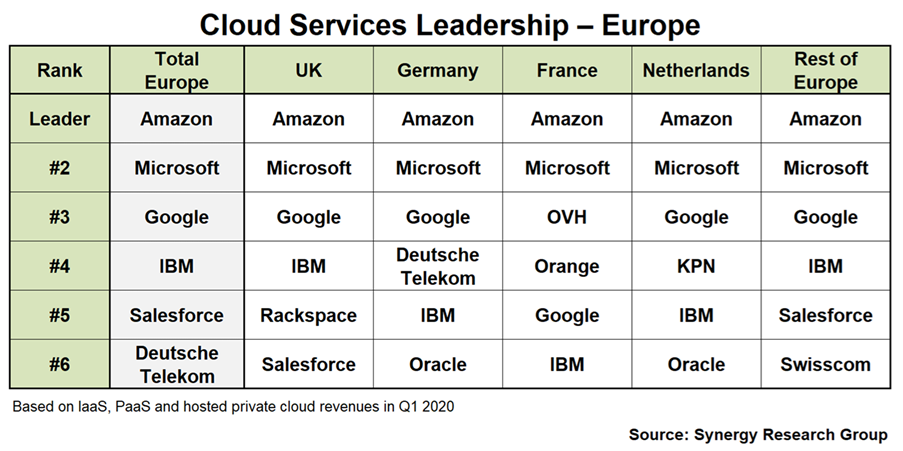 Cloud Services Leadership – Europe
Rank Total Europe UK Germany France Netherlands Rest of Europe
Leader Amazon Amazon Amazon Amazon Amazon Amazon
#2 Microsoft Microsoft Microsoft Microsoft Microsoft Microsoft
#3 Google Google Google OVH Google Google
#4 IBM IBM Deutsche Telekom Orange KPN IBM
#5 Salesforce Rackspace IBM Google IBM Salesforce
#6 Deutsche Telekom Salesforce Oracle IBM Oracle Swisscom
Based on IaaS, PaaS and hosted private cloud revenues in Q1 2020
Source: Synergy Research Group